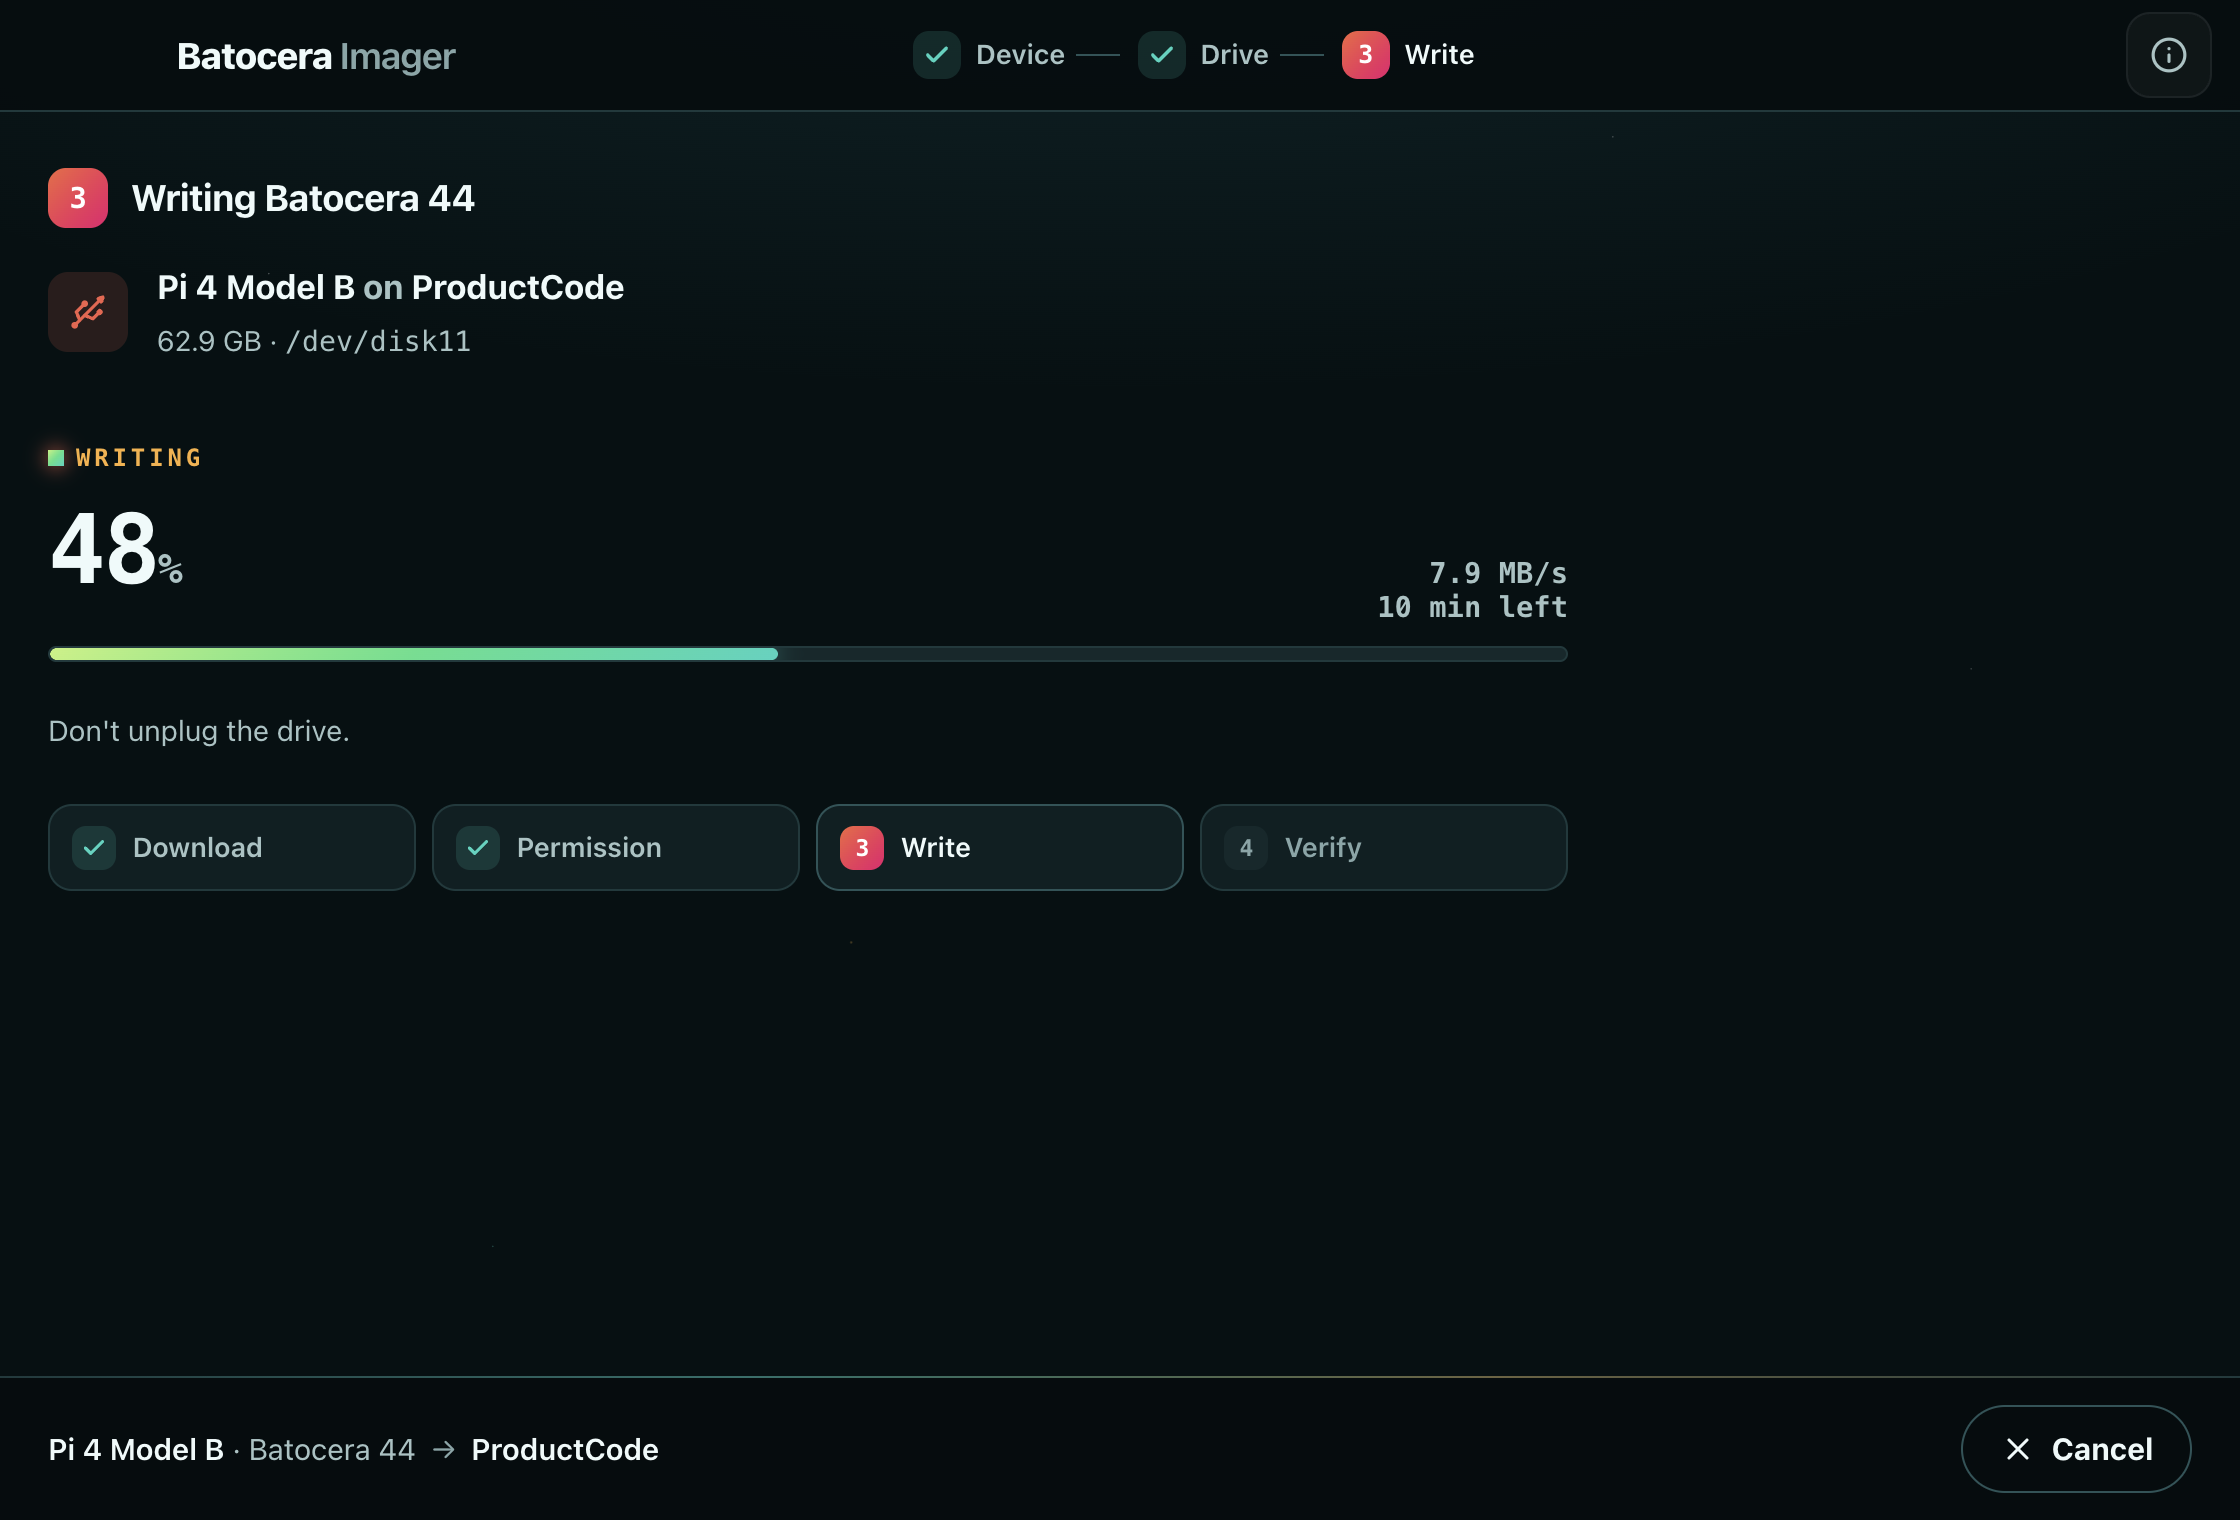 Batocera Imager
Device
Drive
3 Write
3 Writing Batocera 44
Pi 4 Model B on ProductCode
62.9 GB · /dev/disk11
WRITING
48%
7.9 MB/s
10 min left
Don't unplug the drive.
Download
Permission
3 Write
4 Verify
Pi 4 Model B · Batocera 44 → ProductCode
Cancel